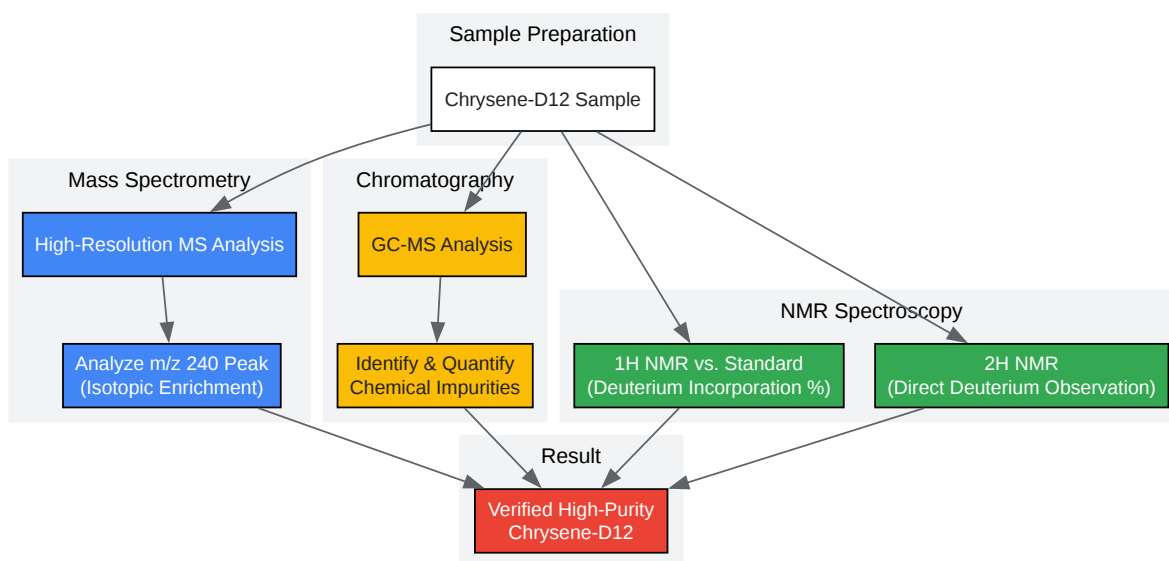 Sample Preparation
Chrysene-D12 Sample
Mass Spectrometry
High-Resolution MS Analysis
Analyze m/z 240 Peak
(Isotopic Enrichment)
Chromatography
GC-MS Analysis
Identify & Quantify
Chemical Impurities
NMR Spectroscopy
1H NMR vs. Standard
(Deuterium Incorporation %)
2H NMR
(Direct Deuterium Observation)
Result
Verified High-Purity
Chrysene-D12